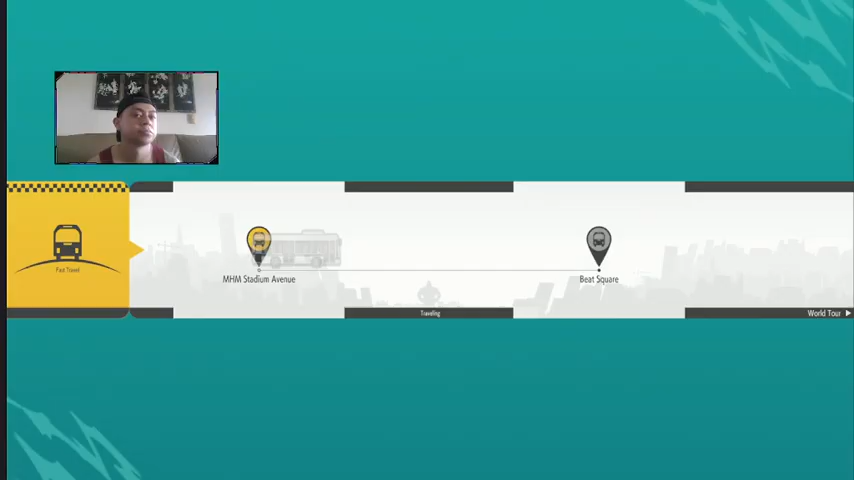 Fast Travel
MHM Stadium Avenue
Beat Square
Traveling
World Tour